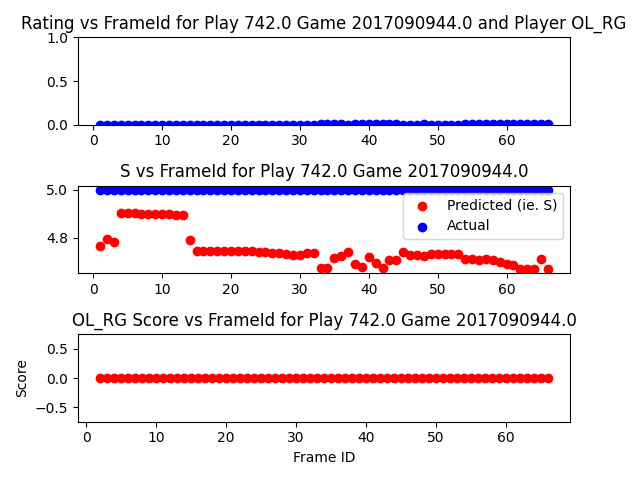 Rating vs FrameId for Play 742.0 Game 2017090944.0 and Player OL_RG
1.0
0.5
0.0
0 10 20 30 40 50 60
S vs FrameId for Play 742.0 Game 2017090944.0
5.0
4.8
Predicted (ie. S)
Actual
0 10 20 30 40 50 60
OL_RG Score vs FrameId for Play 742.0 Game 2017090944.0
Score
0.5
0.0
−0.5
0 10 20 30 40 50 60
Frame ID